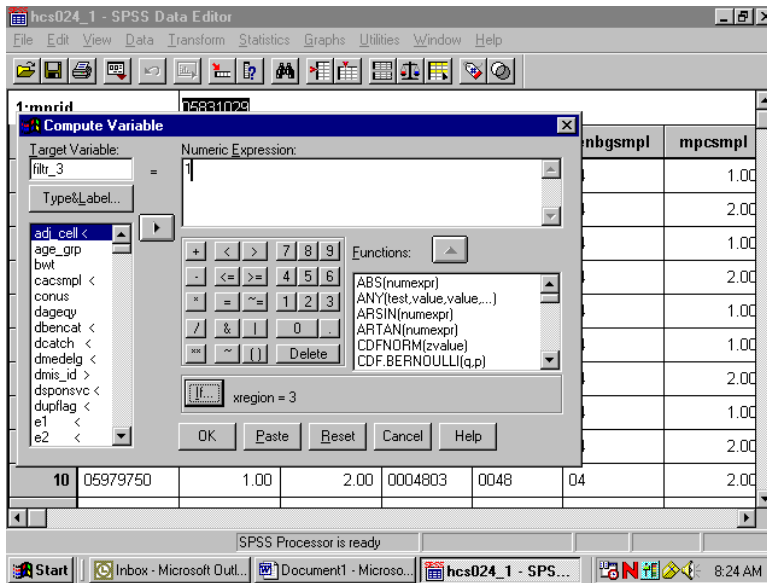 hcs024_1 - SPSS Data Editor
File Edit View Data Transform Statistics Graphs Utilities Window Help
1:mprid 05831029
Compute Variable
Target Variable:
filtr_3
=
Type&Label...
Numeric Expression:
1
nbgsmpl mpcsmpl
adj_cell <
age_grp
bwt
cacsmpl <
conus
dageqy
dbencat <
dcatch <
dmedelg <
dmis_id >
dsponsvc <
dupflag <
e1 <
e2 <
+ < > 7 8 9
- <= >= 4 5 6
* = ~= 1 2 3
/ & | 0 .
** ~ () Delete
Functions:
ABS(numexpr)
ANY(test,value,value,...)
ARSIN(numexpr)
ARTAN(numexpr)
CDFNORM(zvalue)
CDF.BERNOULLI(q,p)
If... xregion = 3
OK Paste Reset Cancel Help
1.00
2.00
1.00
2.00
1.00
1.00
2.00
1.00
2.00
10 05979750 1.00 2.00 0004803 0048 04 2.00
SPSS Processor is ready
Start Inbox - Microsoft Outl... Document1 - Microso... hcs024_1 - SPS... 8:24 AM